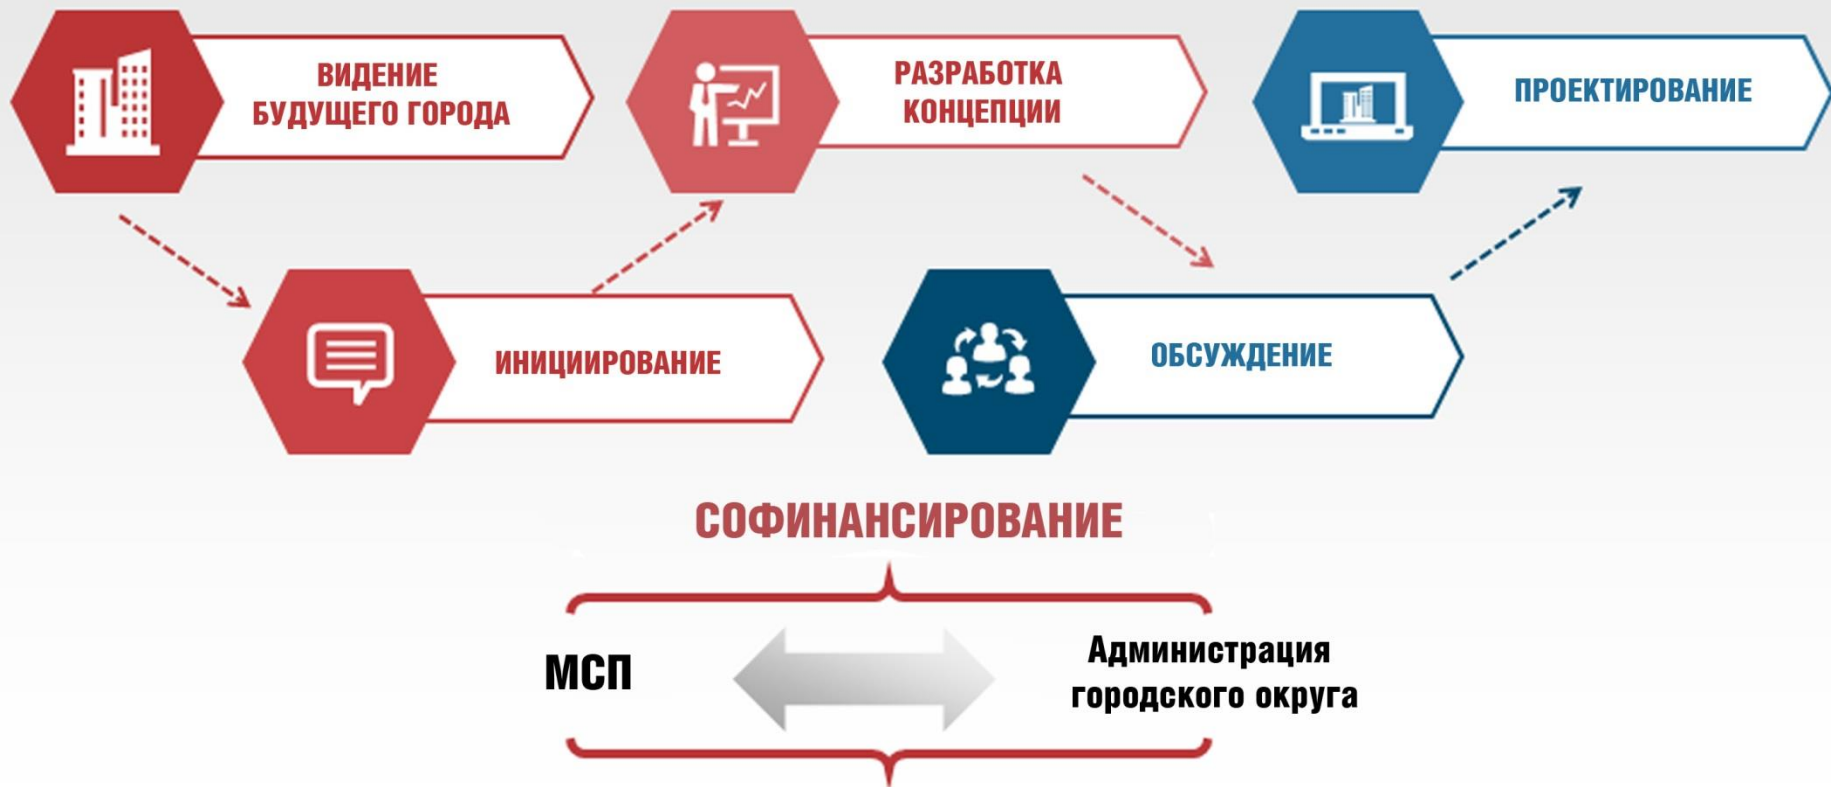 ВИДЕНИЕ
БУДУЩЕГО ГОРОДА
РАЗРАБОТКА
КОНЦЕПЦИИ
ПРОЕКТИРОВАНИЕ
ИНИЦИИРОВАНИЕ
ОБСУЖДЕНИЕ
СОФИНАНСИРОВАНИЕ
МСП
Администрация
городского округа